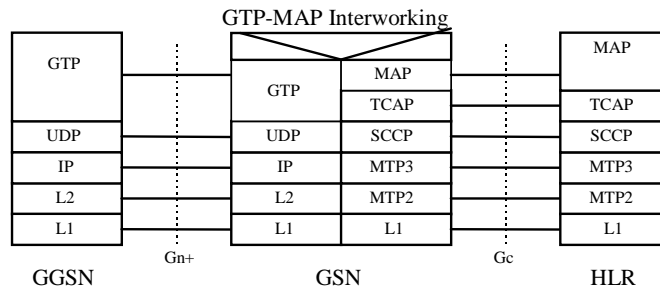 GTP-MAP Interworking
GTP
MAP
MAP
GTP
TCAP
TCAP
UDP
UDP
SCCP
SCCP
IP
IP
MTP3
MTP3
L2
L2
MTP2
MTP2
L1
L1
L1
L1
Gn+
Gc
GGSN
GSN
HLR